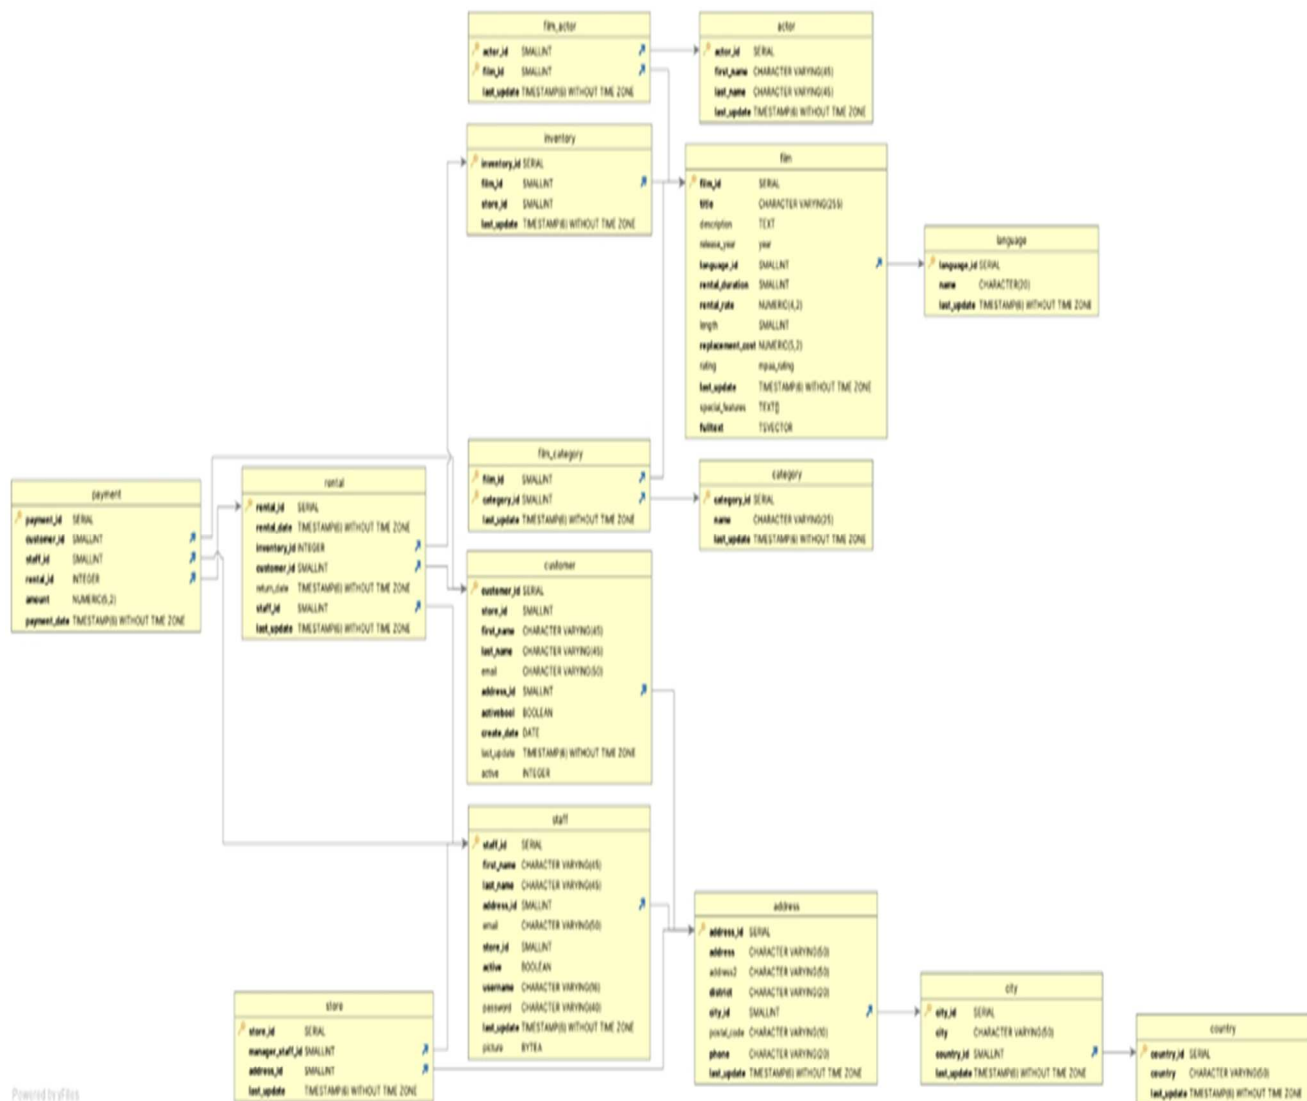 film_actor
actor_id SMALLINT
film_id SMALLINT
last_update TIMESTAMP(6) WITHOUT TIME ZONE
actor
actor_id SERIAL
first_name CHARACTER VARYING(45)
last_name CHARACTER VARYING(45)
last_update TIMESTAMP(6) WITHOUT TIME ZONE
inventory
inventory_id SERIAL
film_id SMALLINT
store_id SMALLINT
last_update TIMESTAMP(6) WITHOUT TIME ZONE
film
film_id SERIAL
title CHARACTER VARYING(255)
description TEXT
release_year year
language_id SMALLINT
rental_duration SMALLINT
rental_rate NUMERIC(4,2)
length SMALLINT
replacement_cost NUMERIC(5,2)
rating mpaa_rating
last_update TIMESTAMP(6) WITHOUT TIME ZONE
special_features TEXT[]
fulltext TSVECTOR
language
language_id SERIAL
name CHARACTER(20)
last_update TIMESTAMP(6) WITHOUT TIME ZONE
film_category
film_id SMALLINT
category_id SMALLINT
last_update TIMESTAMP(6) WITHOUT TIME ZONE
category
category_id SERIAL
name CHARACTER VARYING(25)
last_update TIMESTAMP(6) WITHOUT TIME ZONE
payment
payment_id SERIAL
customer_id SMALLINT
staff_id SMALLINT
rental_id INTEGER
amount NUMERIC(5,2)
payment_date TIMESTAMP(6) WITHOUT TIME ZONE
rental
rental_id SERIAL
rental_date TIMESTAMP(6) WITHOUT TIME ZONE
inventory_id INTEGER
customer_id SMALLINT
return_date TIMESTAMP(6) WITHOUT TIME ZONE
staff_id SMALLINT
last_update TIMESTAMP(6) WITHOUT TIME ZONE
customer
customer_id SERIAL
store_id SMALLINT
first_name CHARACTER VARYING(45)
last_name CHARACTER VARYING(45)
email CHARACTER VARYING(50)
address_id SMALLINT
activebool BOOLEAN
create_date DATE
last_update TIMESTAMP(6) WITHOUT TIME ZONE
active INTEGER
staff
staff_id SERIAL
first_name CHARACTER VARYING(45)
last_name CHARACTER VARYING(45)
address_id SMALLINT
email CHARACTER VARYING(50)
store_id SMALLINT
active BOOLEAN
username CHARACTER VARYING(16)
password CHARACTER VARYING(40)
last_update TIMESTAMP(6) WITHOUT TIME ZONE
picture BYTEA
store
store_id SERIAL
manager_staff_id SMALLINT
address_id SMALLINT
last_update TIMESTAMP(6) WITHOUT TIME ZONE
address
address_id SERIAL
address CHARACTER VARYING(50)
address2 CHARACTER VARYING(50)
district CHARACTER VARYING(20)
city_id SMALLINT
postal_code CHARACTER VARYING(10)
phone CHARACTER VARYING(20)
last_update TIMESTAMP(6) WITHOUT TIME ZONE
city
city_id SERIAL
city CHARACTER VARYING(50)
country_id SMALLINT
last_update TIMESTAMP(6) WITHOUT TIME ZONE
country
country_id SERIAL
country CHARACTER VARYING(50)
last_update TIMESTAMP(6) WITHOUT TIME ZONE
Powered by yFiles